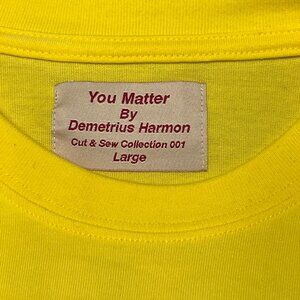 You Matter
By
Demetrius Harmon
Cut & Sew Collection 001
Large